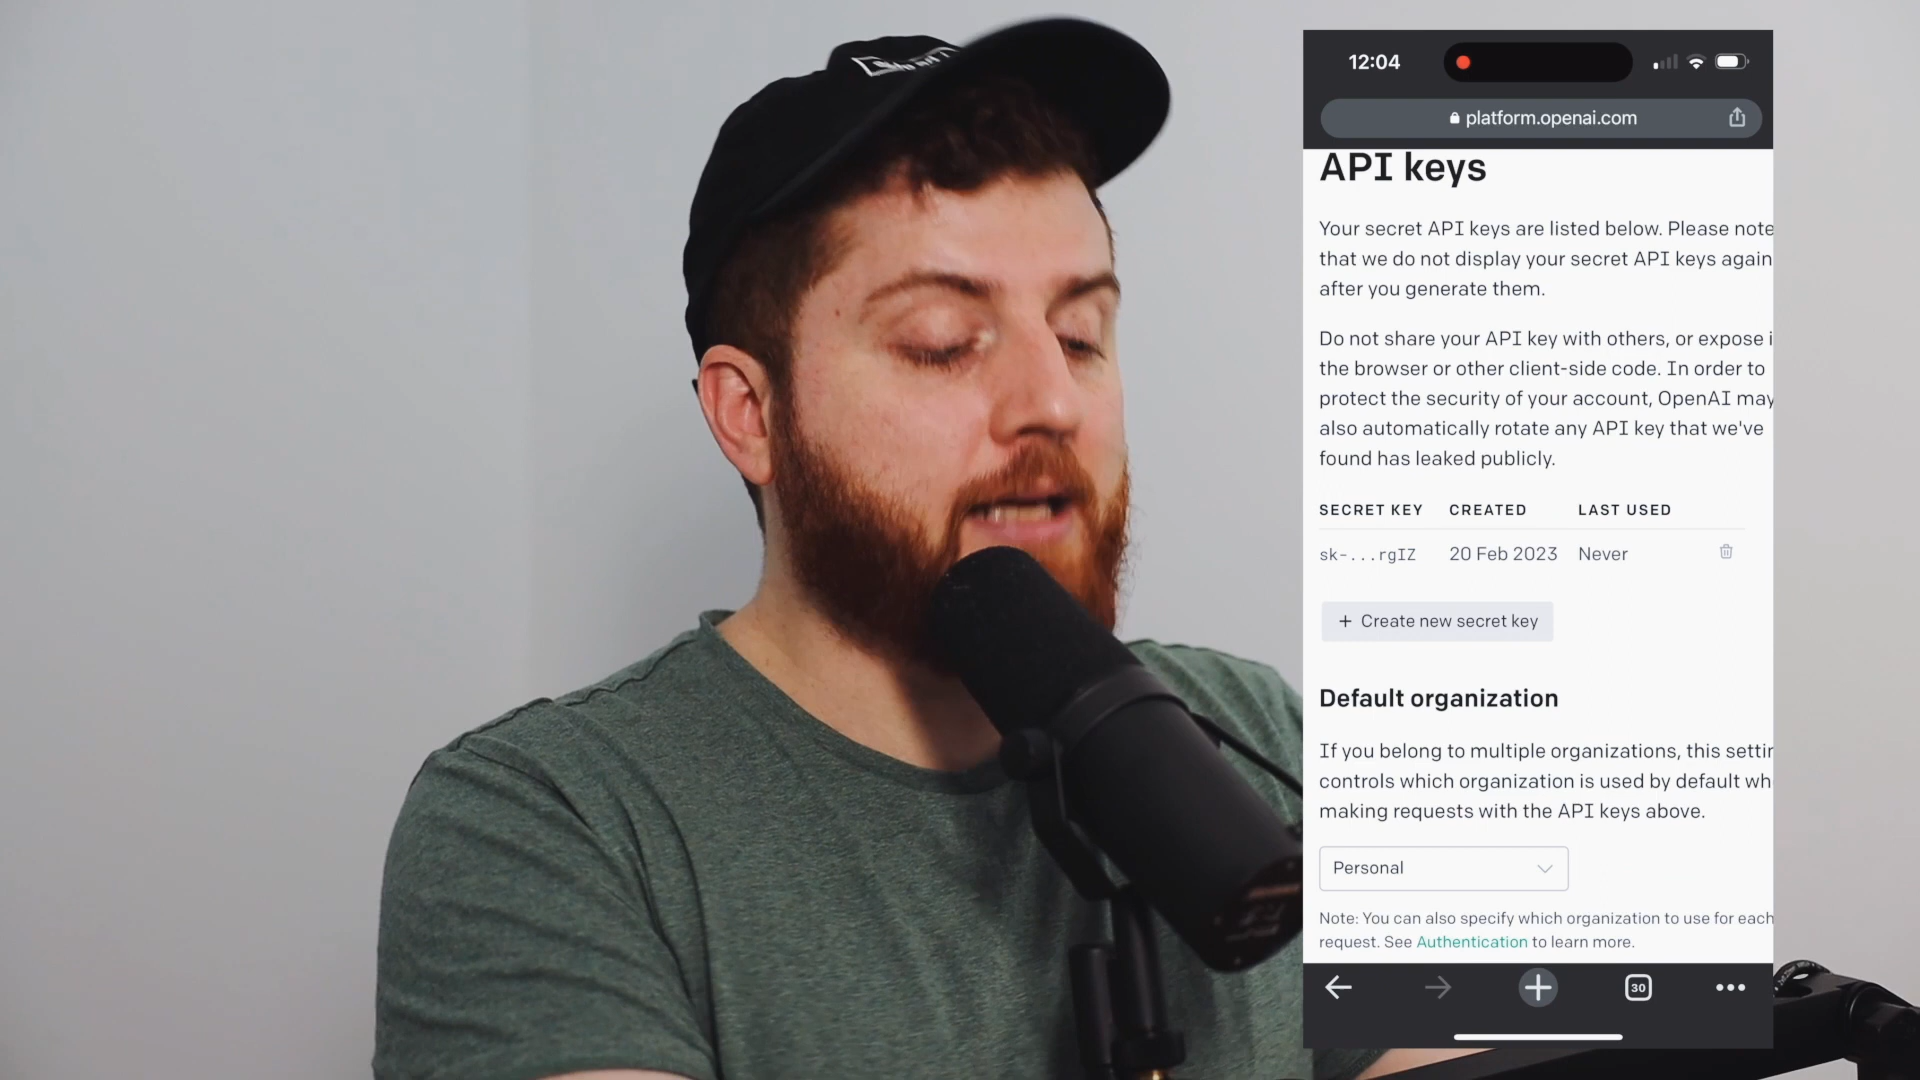 12:04
platform.openai.com
API keys
Your secret API keys are listed below. Please note
that we do not display your secret API keys again
after you generate them.
Do not share your API key with others, or expose i
the browser or other client-side code. In order to
protect the security of your account, OpenAI may
also automatically rotate any API key that we've
found has leaked publicly.
SECRET KEY CREATED LAST USED
sk-...rgIZ 20 Feb 2023 Never
+ Create new secret key
Default organization
If you belong to multiple organizations, this settin
controls which organization is used by default wh
making requests with the API keys above.
Personal
Note: You can also specify which organization to use for each
request. See Authentication to learn more.
30